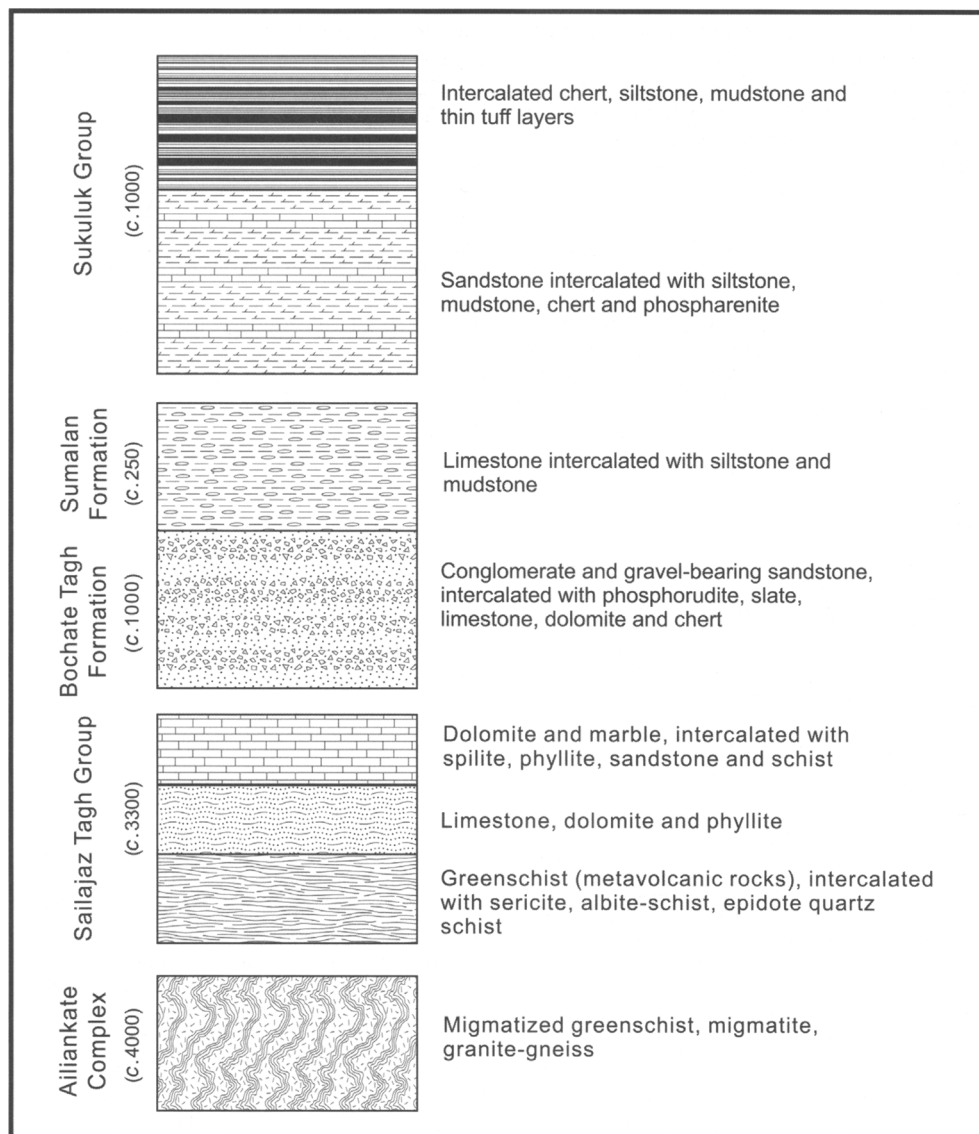 Sukuluk Group
(c.1000)
Intercalated chert, siltstone, mudstone and
thin tuff layers
Sandstone intercalated with siltstone,
mudstone, chert and phospharenite
Sumalan
Formation
(c.250)
Limestone intercalated with siltstone and
mudstone
Bochate Tagh
Formation
(c.1000)
Conglomerate and gravel-bearing sandstone,
intercalated with phosphorudite, slate,
limestone, dolomite and chert
Sailajaz Tagh Group
(c.3300)
Dolomite and marble, intercalated with
spilite, phyllite, sandstone and schist
Limestone, dolomite and phyllite
Greenschist (metavolcanic rocks), intercalated
with sericite, albite-schist, epidote quartz
schist
Ailiankate
Complex
(c.4000)
Migmatized greenschist, migmatite,
granite-gneiss